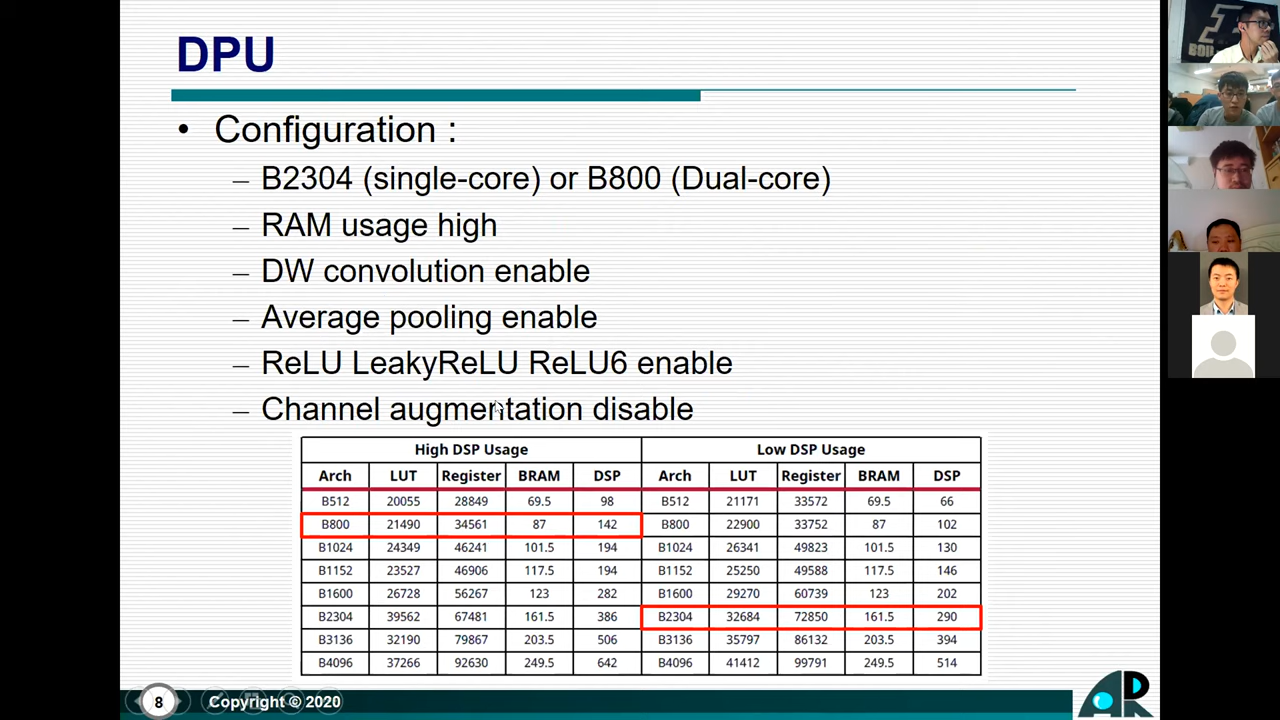 DPU
• Configuration :
– B2304 (single-core) or B800 (Dual-core)
– RAM usage high
– DW convolution enable
– Average pooling enable
– ReLU LeakyReLU ReLU6 enable
– Channel augmentation disable
High DSP Usage Low DSP Usage
Arch LUT Register BRAM DSP Arch LUT Register BRAM DSP
B512 20055 28849 69.5 98 B512 21171 33572 69.5 66
B800 21490 34561 87 142 B800 22900 33752 87 102
B1024 24349 46241 101.5 194 B1024 26341 49823 101.5 130
B1152 23527 46906 117.5 194 B1152 25250 49588 117.5 146
B1600 26728 56267 123 282 B1600 29270 60739 123 202
B2304 39562 67481 161.5 386 B2304 32684 72850 161.5 290
B3136 32190 79867 203.5 506 B3136 35797 86132 203.5 394
B4096 37266 92630 249.5 642 B4096 41412 99791 249.5 514
8 Copyright © 2020